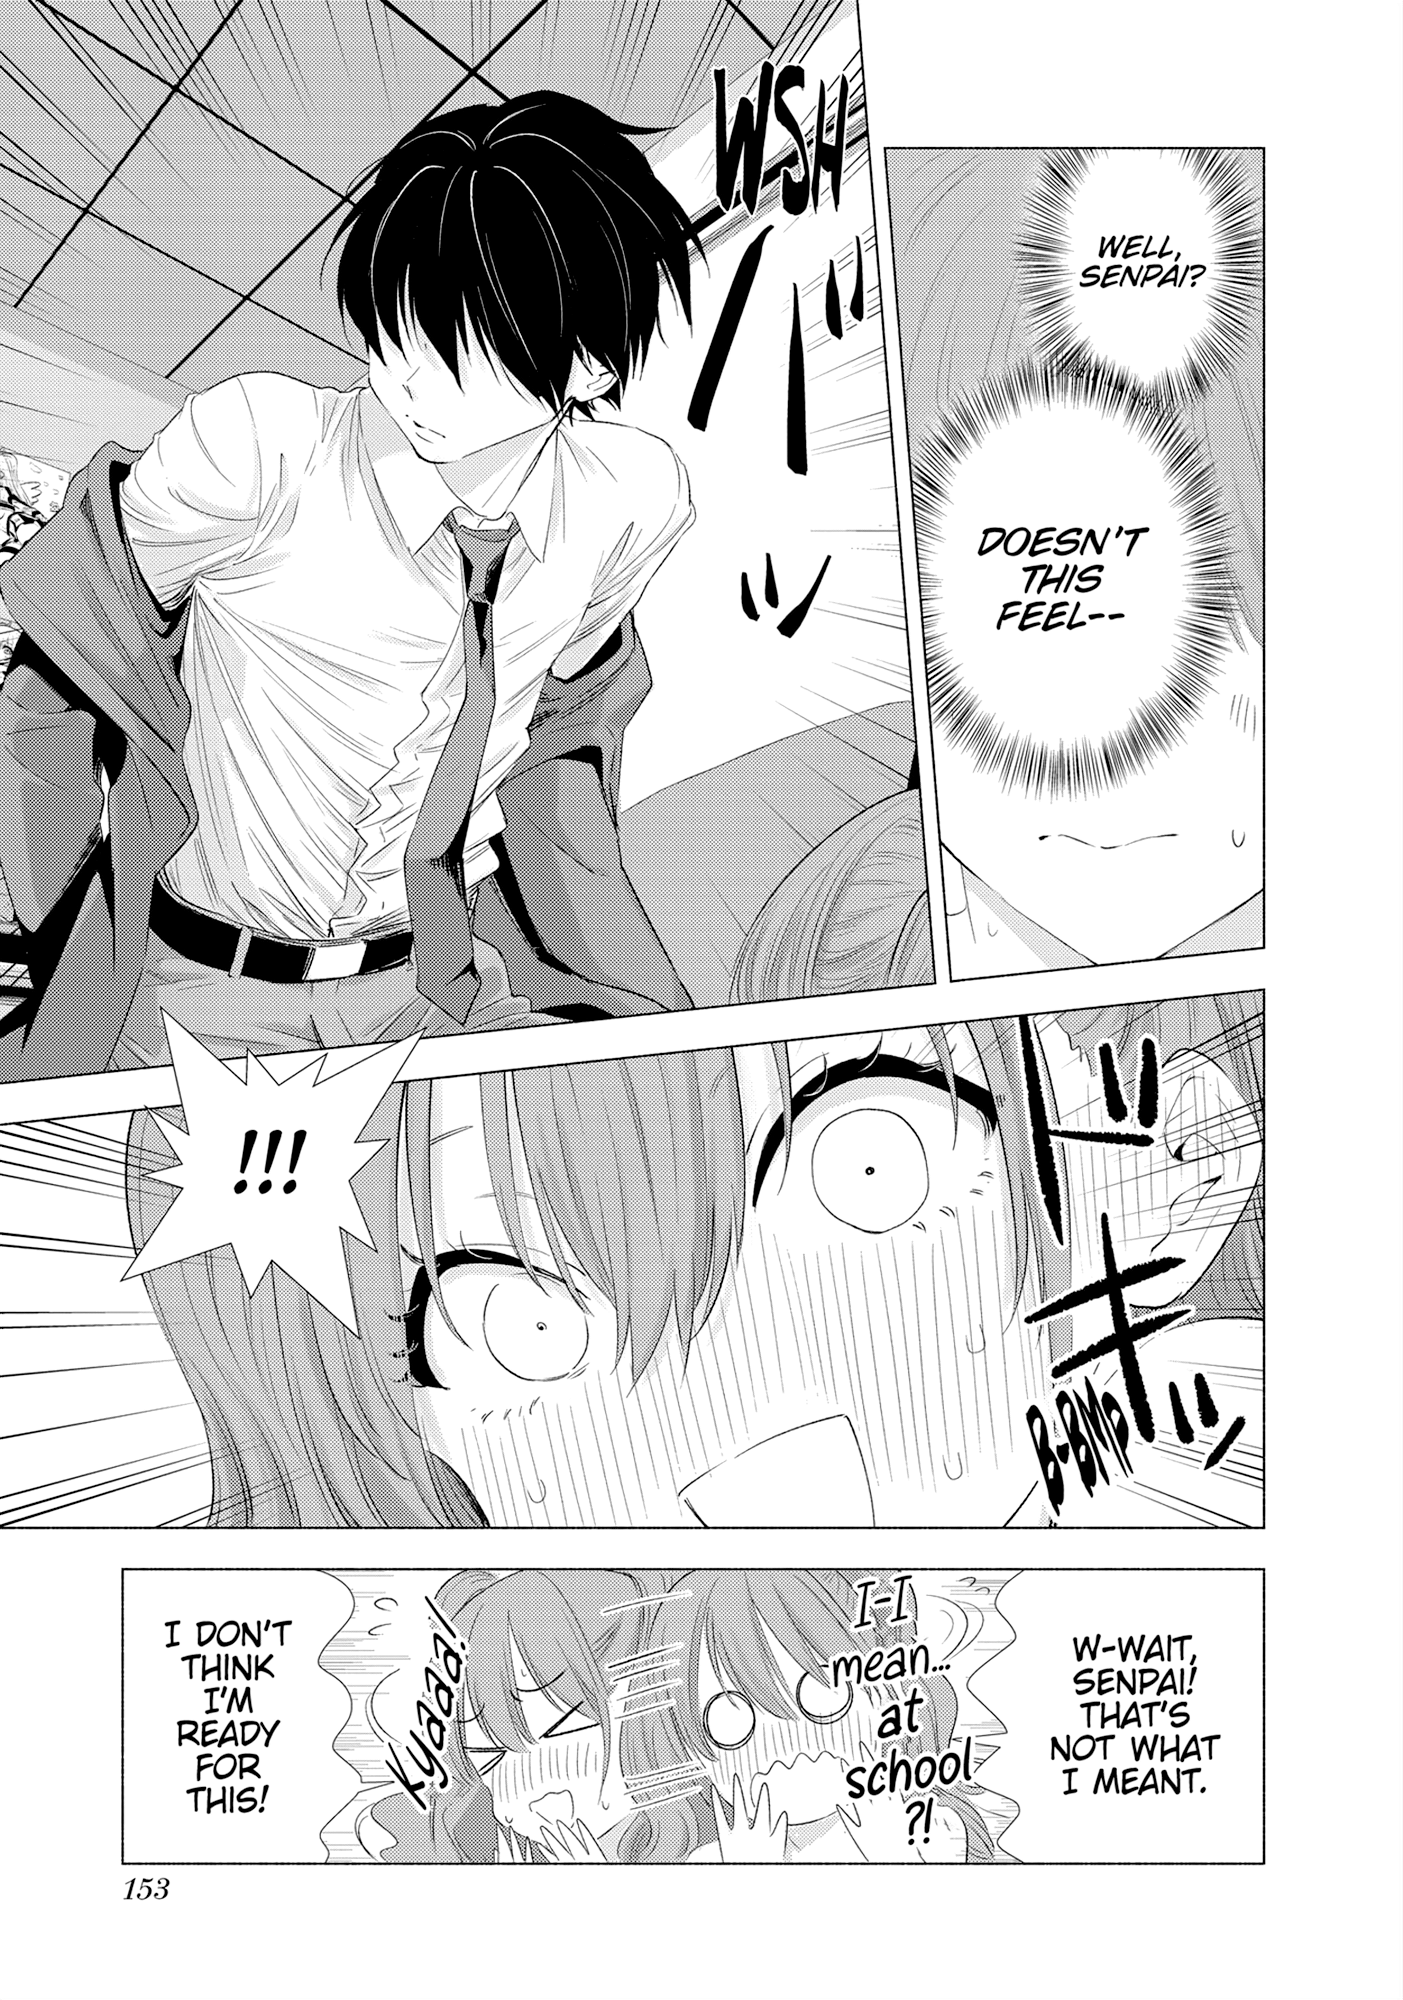 WELL,
SENPAI?
DOESN'T
THIS
FEEL--
WSH
バッ
!!!
ドキッ
B-BMP
W-WAIT,
SENPAI!
THAT'S
NOT WHAT
I MEANT.
I-I
mean...
at
school
?!
Kyaaa!
I DON'T
THINK
I'M
READY
FOR
THIS!
153